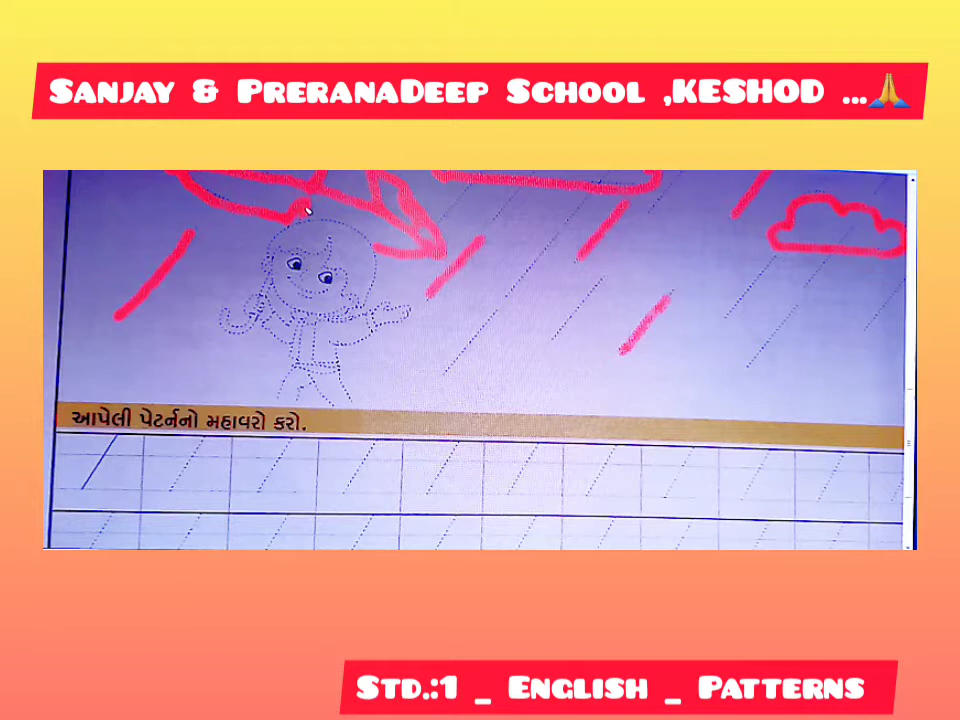 Sanjay & PreranaDeep School ,KESHOD ...🙏
આપેલી પેટર્નનો મહાવરો કરો.
Std.:1 _ English _ Patterns